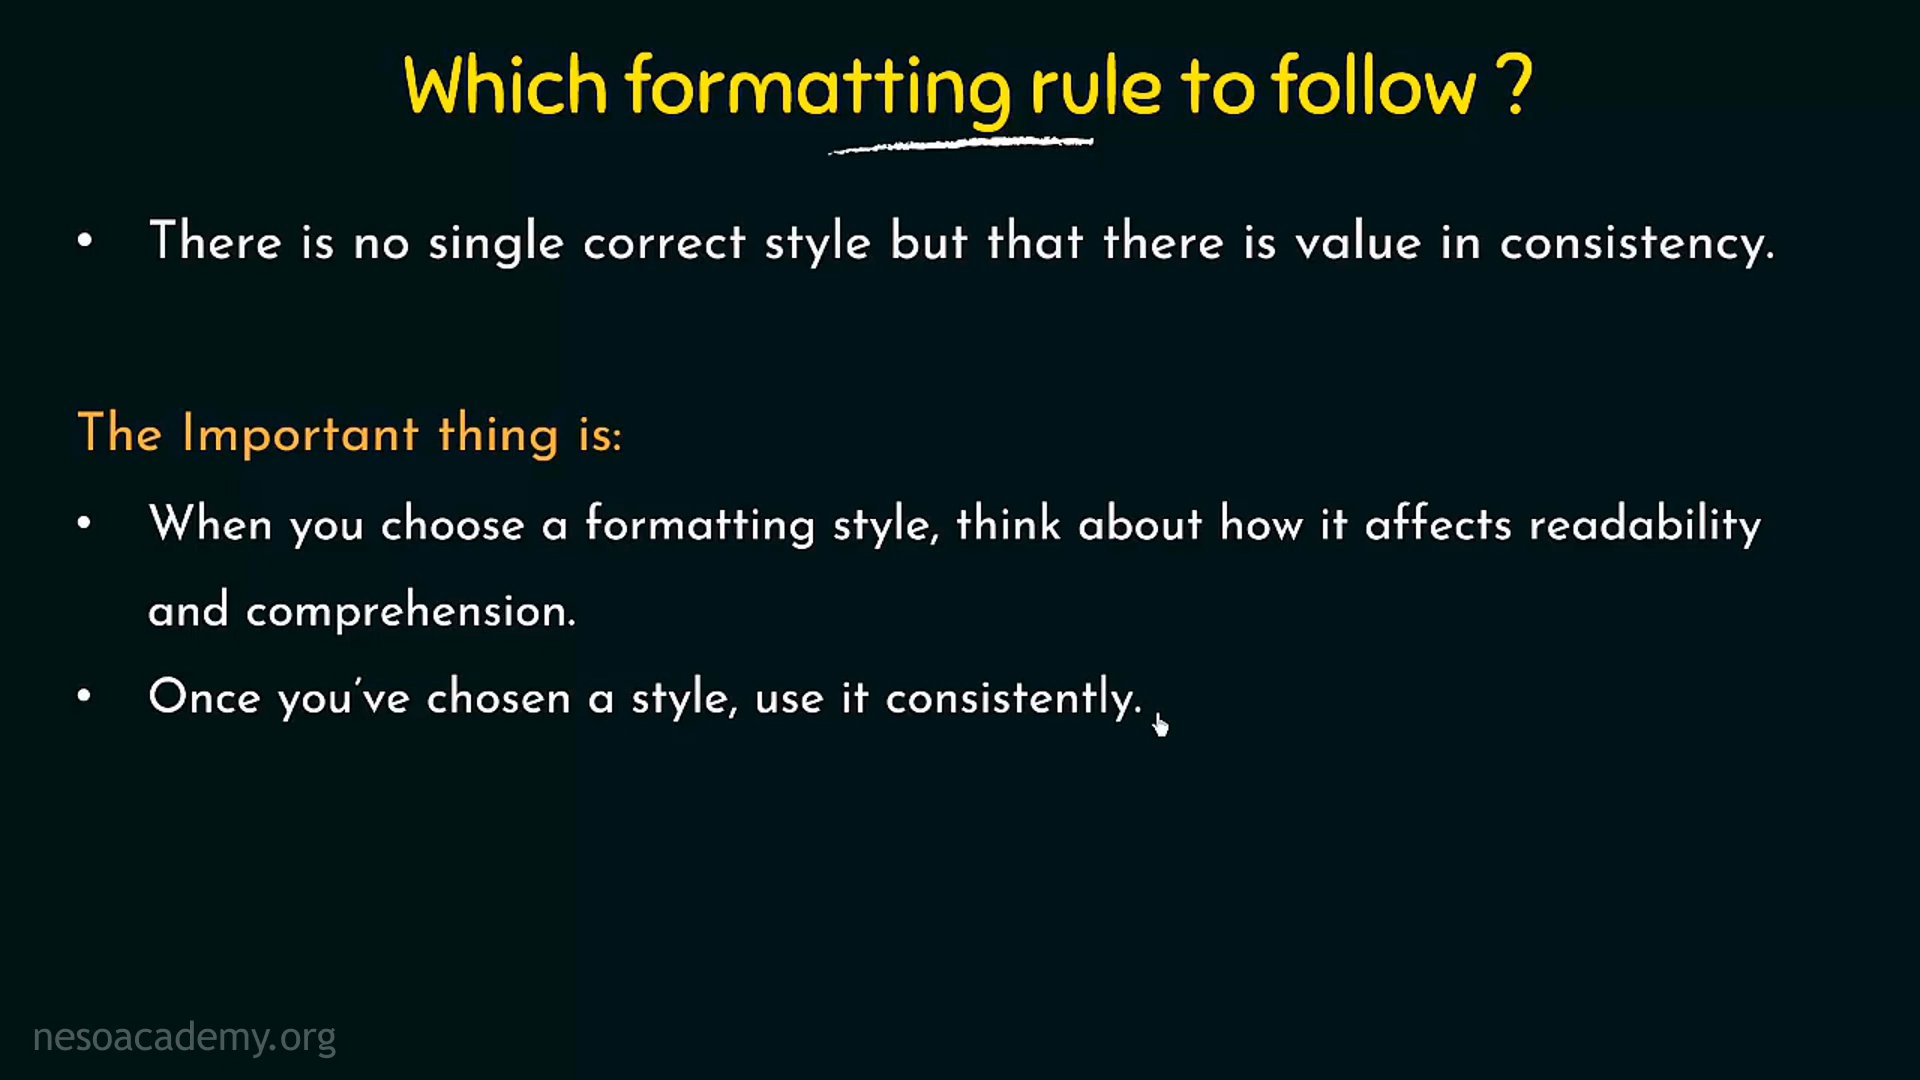 Which formatting rule to follow ?
• There is no single correct style but that there is value in consistency.
The Important thing is:
• When you choose a formatting style, think about how it affects readability
and comprehension.
• Once you've chosen a style, use it consistently.
nesoacademy.org